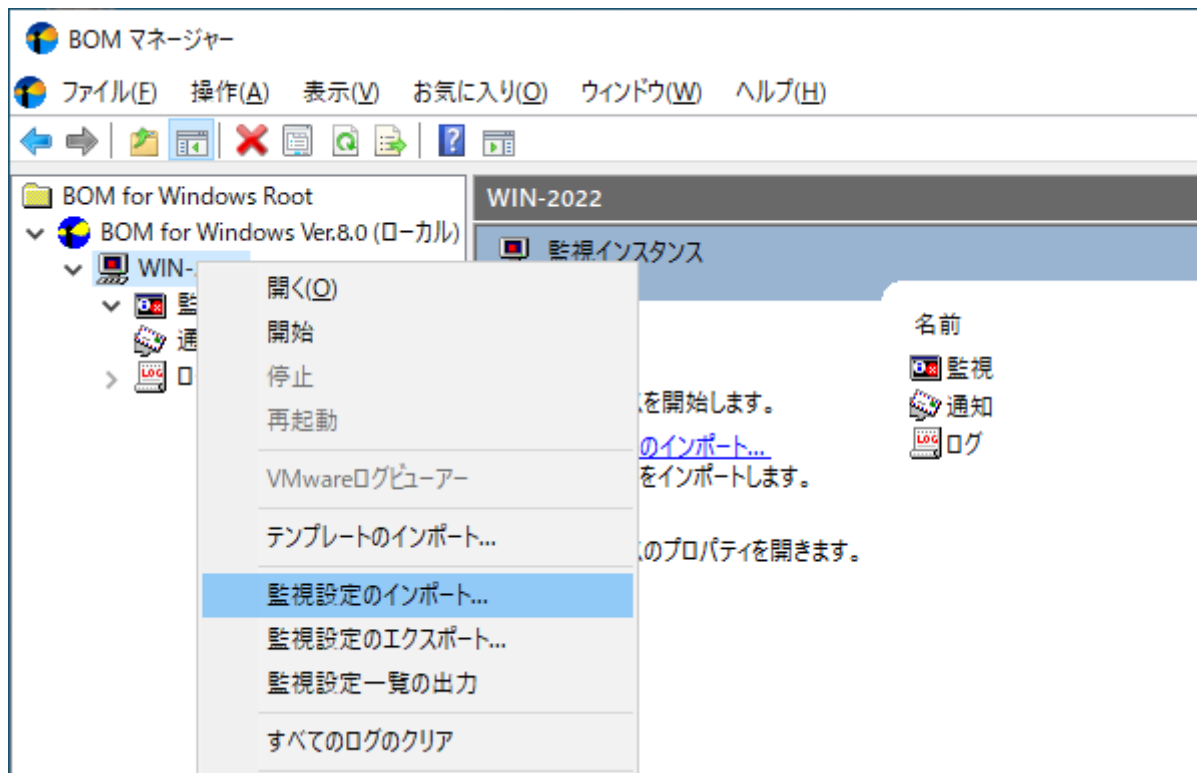 BOM マネージャー
ファイル(F) 操作(A) 表示(V) お気に入り(O) ウィンドウ(W) ヘルプ(H)
BOM for Windows Root
BOM for Windows Ver.8.0 (ローカル)
WIN-
監
通
ロ
WIN-2022
監視インスタンス
開く(O)
開始
停止
再起動
VMwareログビューアー
テンプレートのインポート...
監視設定のインポート...
監視設定のエクスポート...
監視設定一覧の出力
すべてのログのクリア
を開始します。
のインポート...
をインポートします。
のプロパティを開きます。
名前
監視
通知
ログ